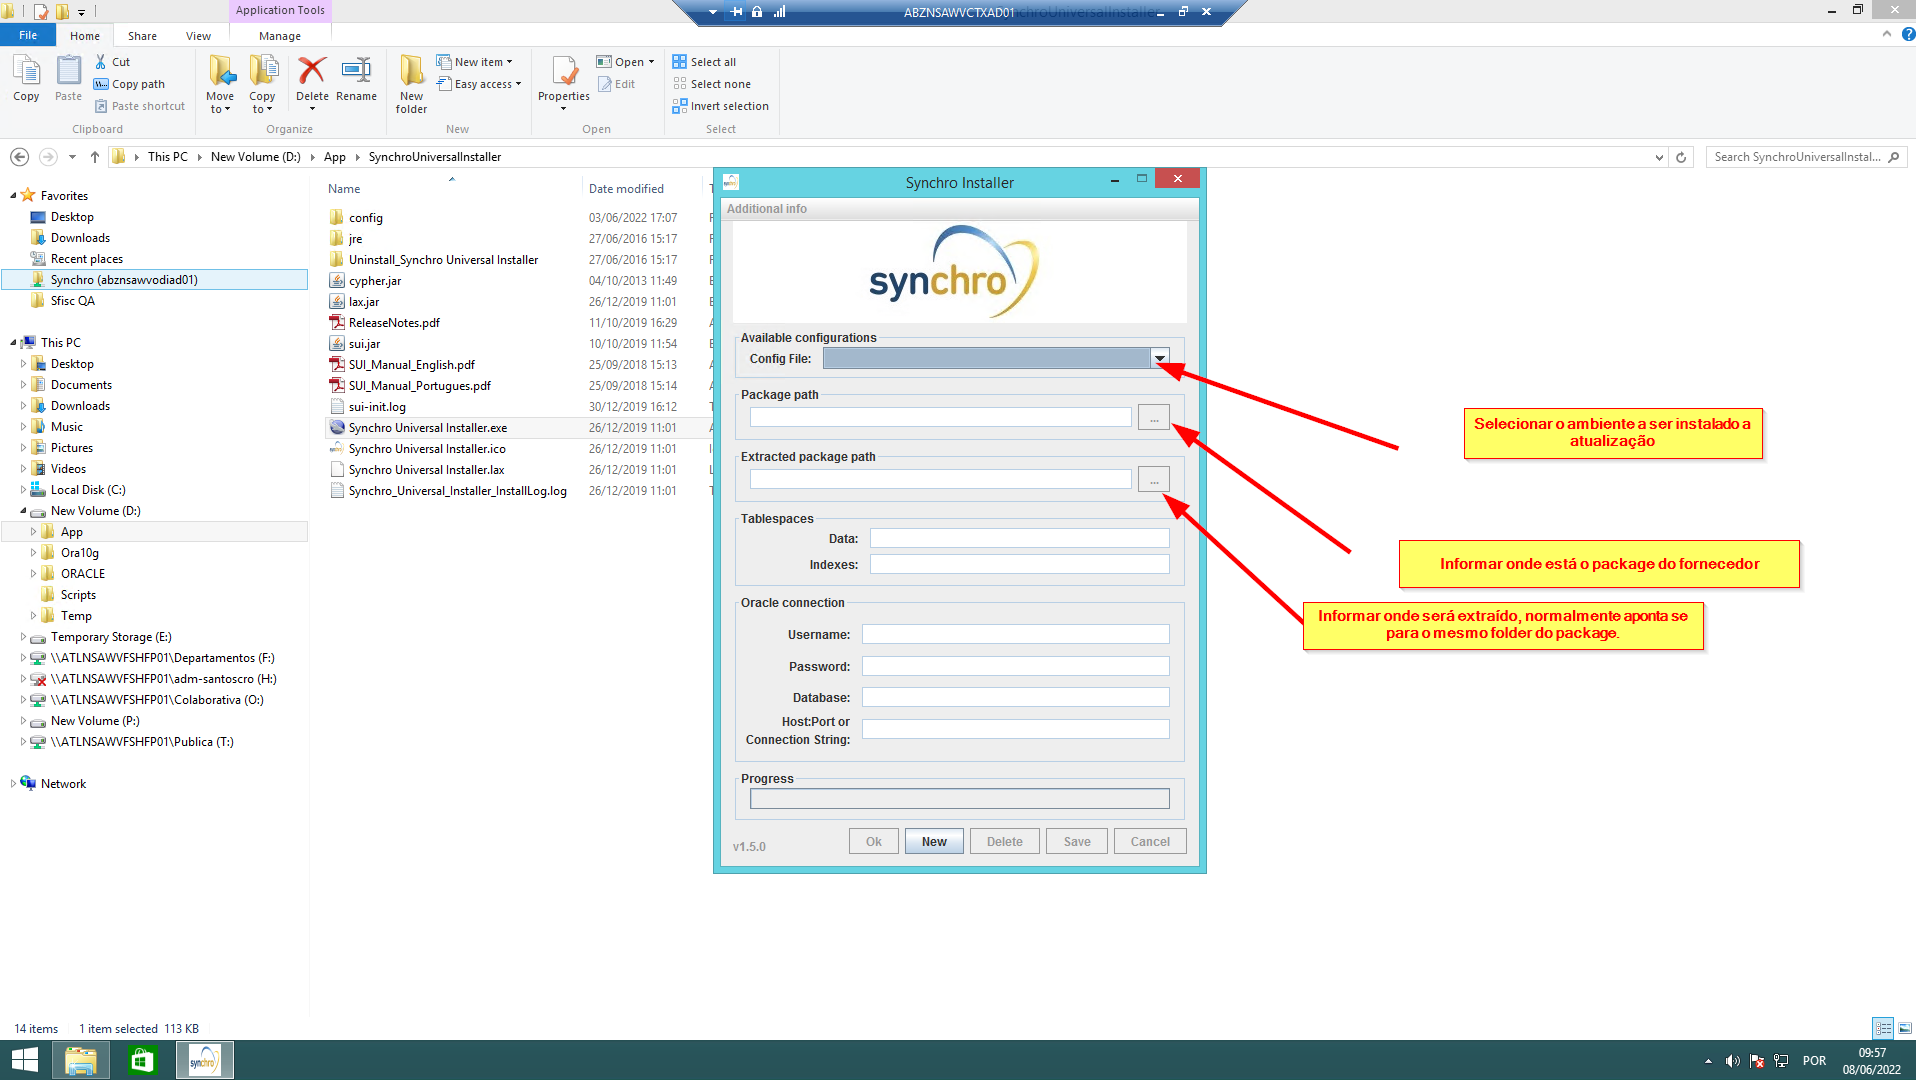 Application Tools
ABZNSAWVCTXAD01
File
Home
Share
View
Manage
Copy
Paste
Cut
Copy path
Paste shortcut
Clipboard
Move to
Copy to
Delete
Rename
Organize
New folder
New item
Easy access
New
Properties
Open
Edit
Open
Select all
Select none
Invert selection
Select
This PC
New Volume (D:)
App
SynchroUniversalInstaller
Search SynchroUniversalInstal...
Favorites
Desktop
Downloads
Recent places
Synchro (abznsawvodiad01)
Sfisc QA
This PC
Desktop
Documents
Downloads
Music
Pictures
Videos
Local Disk (C:)
New Volume (D:)
App
Ora10g
ORACLE
Scripts
Temp
Temporary Storage (E:)
\\ATLNSAWVFSHFP01\Departamentos (F:)
\\ATLNSAWVFSHFP01\adm-santoscro (H:)
\\ATLNSAWVFSHFP01\Colaborativa (O:)
New Volume (P:)
\\ATLNSAWVFSHFP01\Publica (T:)
Network
Name Date modified
config 03/06/2022 17:07
jre 27/06/2016 15:17
Uninstall_Synchro Universal Installer 27/06/2016 15:17
cypher.jar 04/10/2013 11:49
lax.jar 26/12/2019 11:01
ReleaseNotes.pdf 11/10/2019 16:29
sui.jar 10/10/2019 11:54
SUI_Manual_English.pdf 25/09/2018 15:13
SUI_Manual_Portugues.pdf 25/09/2018 15:14
sui-init.log 30/12/2019 16:12
Synchro Universal Installer.exe 26/12/2019 11:01
Synchro Universal Installer.ico 26/12/2019 11:01
Synchro Universal Installer.lax 26/12/2019 11:01
Synchro_Universal_Installer_InstallLog.log 26/12/2019 11:01
Synchro Installer
Additional info
synchro
Available configurations
Config File:
Package path
...
Extracted package path
...
Tablespaces
Data:
Indexes:
Oracle connection
Username:
Password:
Database:
Host:Port or
Connection String:
Progress
v1.5.0
Ok
New
Delete
Save
Cancel
Selecionar o ambiente a ser instalado a
atualização
Informar onde está o package do fornecedor
Informar onde será extraído, normalmente aponta se
para o mesmo folder do package.
14 items 1 item selected 113 KB
synchro
POR
09:57
08/06/2022